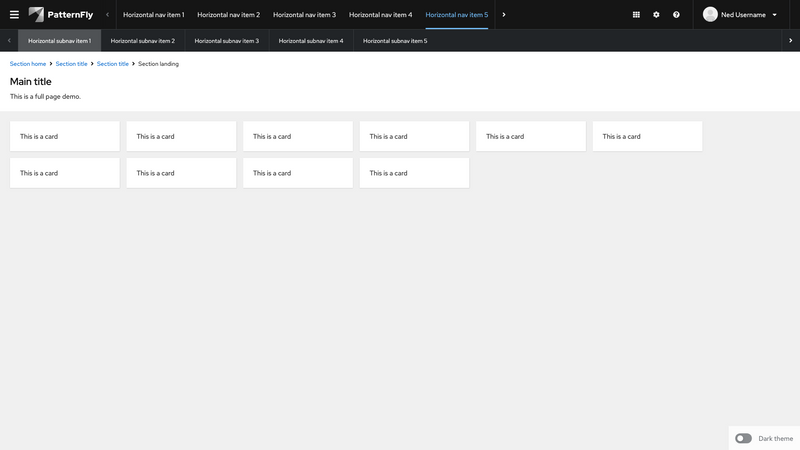 PatternFly Horizontal nav item 1 Horizontal nav item 2 Horizontal nav item 3 Horizontal nav item 4 Horizontal nav item 5 Ned Username
Horizontal subnav item 1 Horizontal subnav item 2 Horizontal subnav item 3 Horizontal subnav item 4 Horizontal subnav item 5
Section home Section title Section title Section landing
Main title
This is a full page demo.
This is a card This is a card This is a card This is a card This is a card This is a card
This is a card This is a card This is a card This is a card
Dark theme